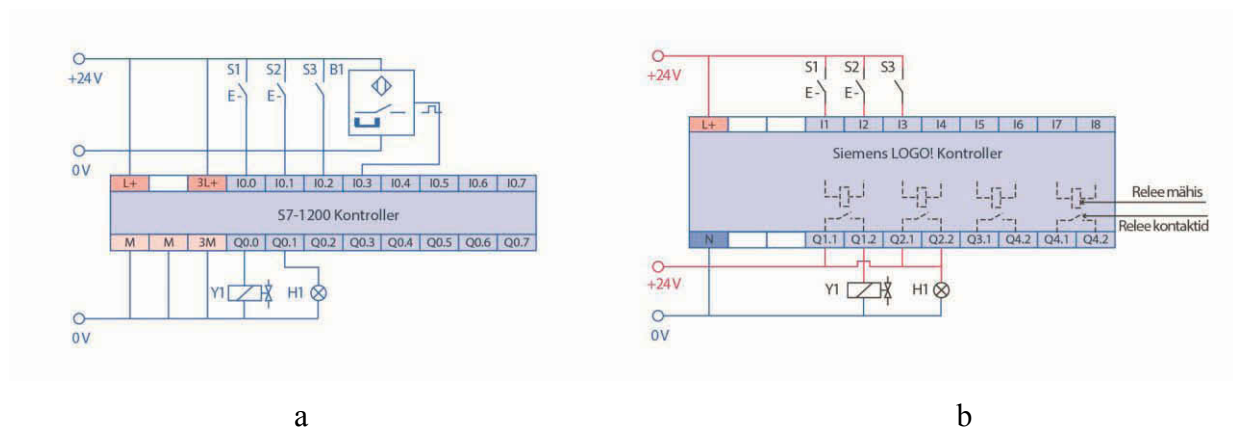 +24V
S1 S2 S3 B1
E- E-
0V
L+ 3L+ I0.0 I0.1 I0.2 I0.3 I0.4 I0.5 I0.6 I0.7
S7-1200 Kontroller
M M 3M Q0.0 Q0.1 Q0.2 Q0.3 Q0.4 Q0.5 Q0.6 Q0.7
Y1 H1
0V
a
+24V
S1 S2 S3
E- E-
L+ I1 I2 I3 I4 I5 I6 I7 I8
Siemens LOGO! Kontroller
Relee mähis
Relee kontaktid
N Q1.1 Q1.2 Q2.1 Q2.2 Q3.1 Q4.2 Q4.1 Q4.2
+24V
Y1 H1
0V
b